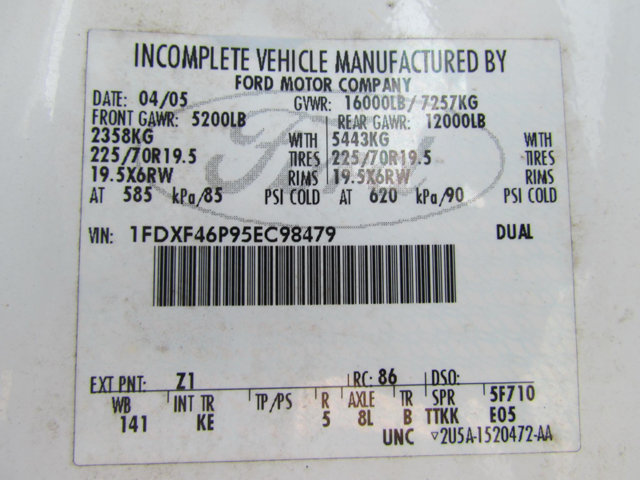 INCOMPLETE VEHICLE MANUFACTURED BY
FORD MOTOR COMPANY
DATE: 04/05 GVWR: 16000LB/7257KG
FRONT GAWR: 5200LB REAR GAWR: 12000LB
2358KG WITH 5443KG WITH
225/70R19.5 TIRES 225/70R19.5 TIRES
19.5X6RW RIMS 19.5X6RW RIMS
AT 585 kPa/85 PSI COLD AT 620 kPa/90 PSI COLD
VIN: 1FDXF46P95EC98479 DUAL
EXT PNT: Z1 RC: 86 DSO:
WB INT TR TP/PS R AXLE TR SPR 5F710
141 KE 5 8L B TTKK E05
UNC ▽2U5A-1520472-AA
Ford